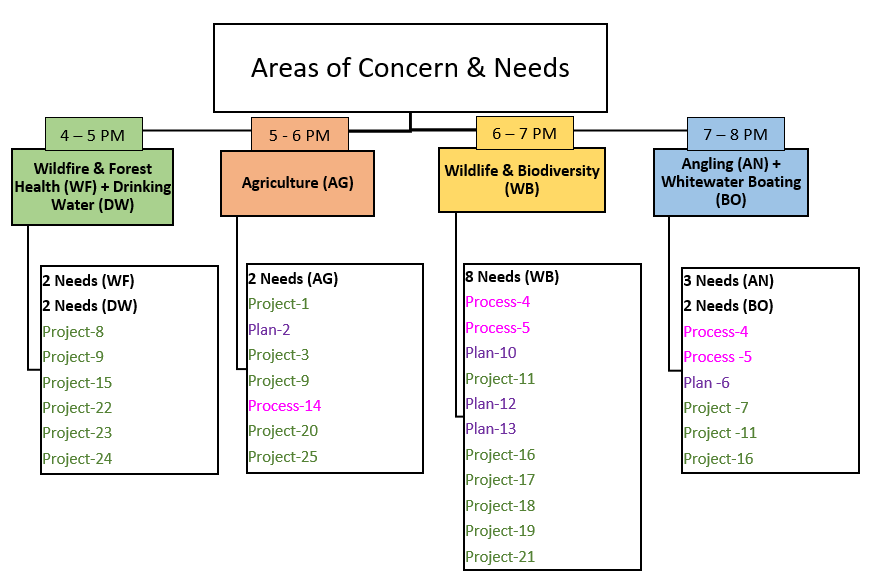 Areas of Concern & Needs
4 – 5 PM
Wildfire & Forest
Health (WF) + Drinking
Water (DW)
2 Needs (WF)
2 Needs (DW)
Project-8
Project-9
Project-15
Project-22
Project-23
Project-24
5 - 6 PM
Agriculture (AG)
2 Needs (AG)
Project-1
Plan-2
Project-3
Project-9
Process-14
Project-20
Project-25
6 – 7 PM
Wildlife & Biodiversity
(WB)
8 Needs (WB)
Process-4
Process-5
Plan-10
Project-11
Plan-12
Plan-13
Project-16
Project-17
Project-18
Project-19
Project-21
7 – 8 PM
Angling (AN) +
Whitewater Boating
(BO)
3 Needs (AN)
2 Needs (BO)
Process-4
Process -5
Plan -6
Project -7
Project -11
Project-16